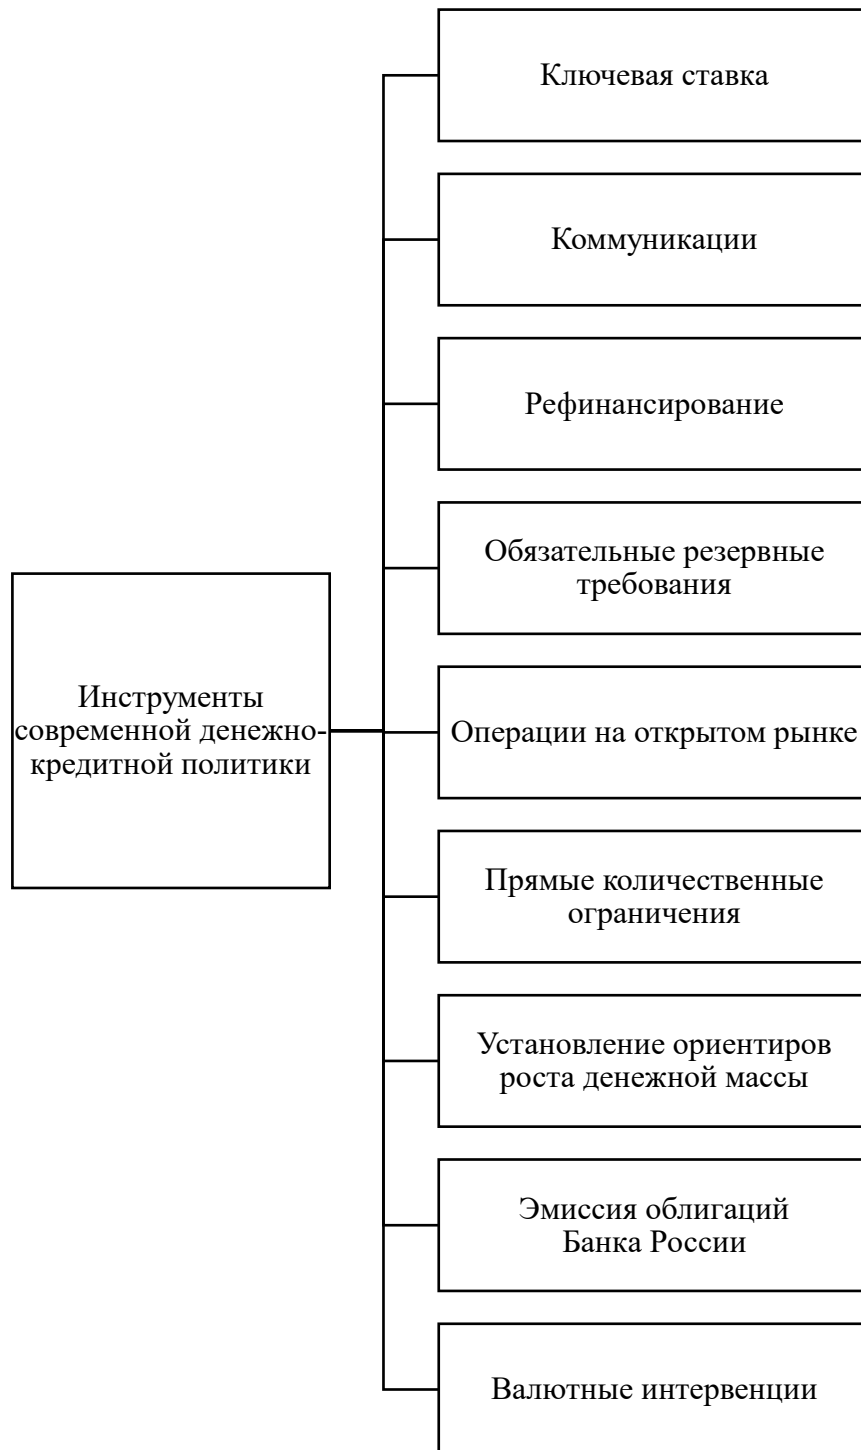 Ключевая ставка
Коммуникации
Рефинансирование
Обязательные резервные
требования
Инструменты
современной денежно-
кредитной политики
Операции на открытом рынке
Прямые количественные
ограничения
Установление ориентиров
роста денежной массы
Эмиссия облигаций
Банка России
Валютные интервенции